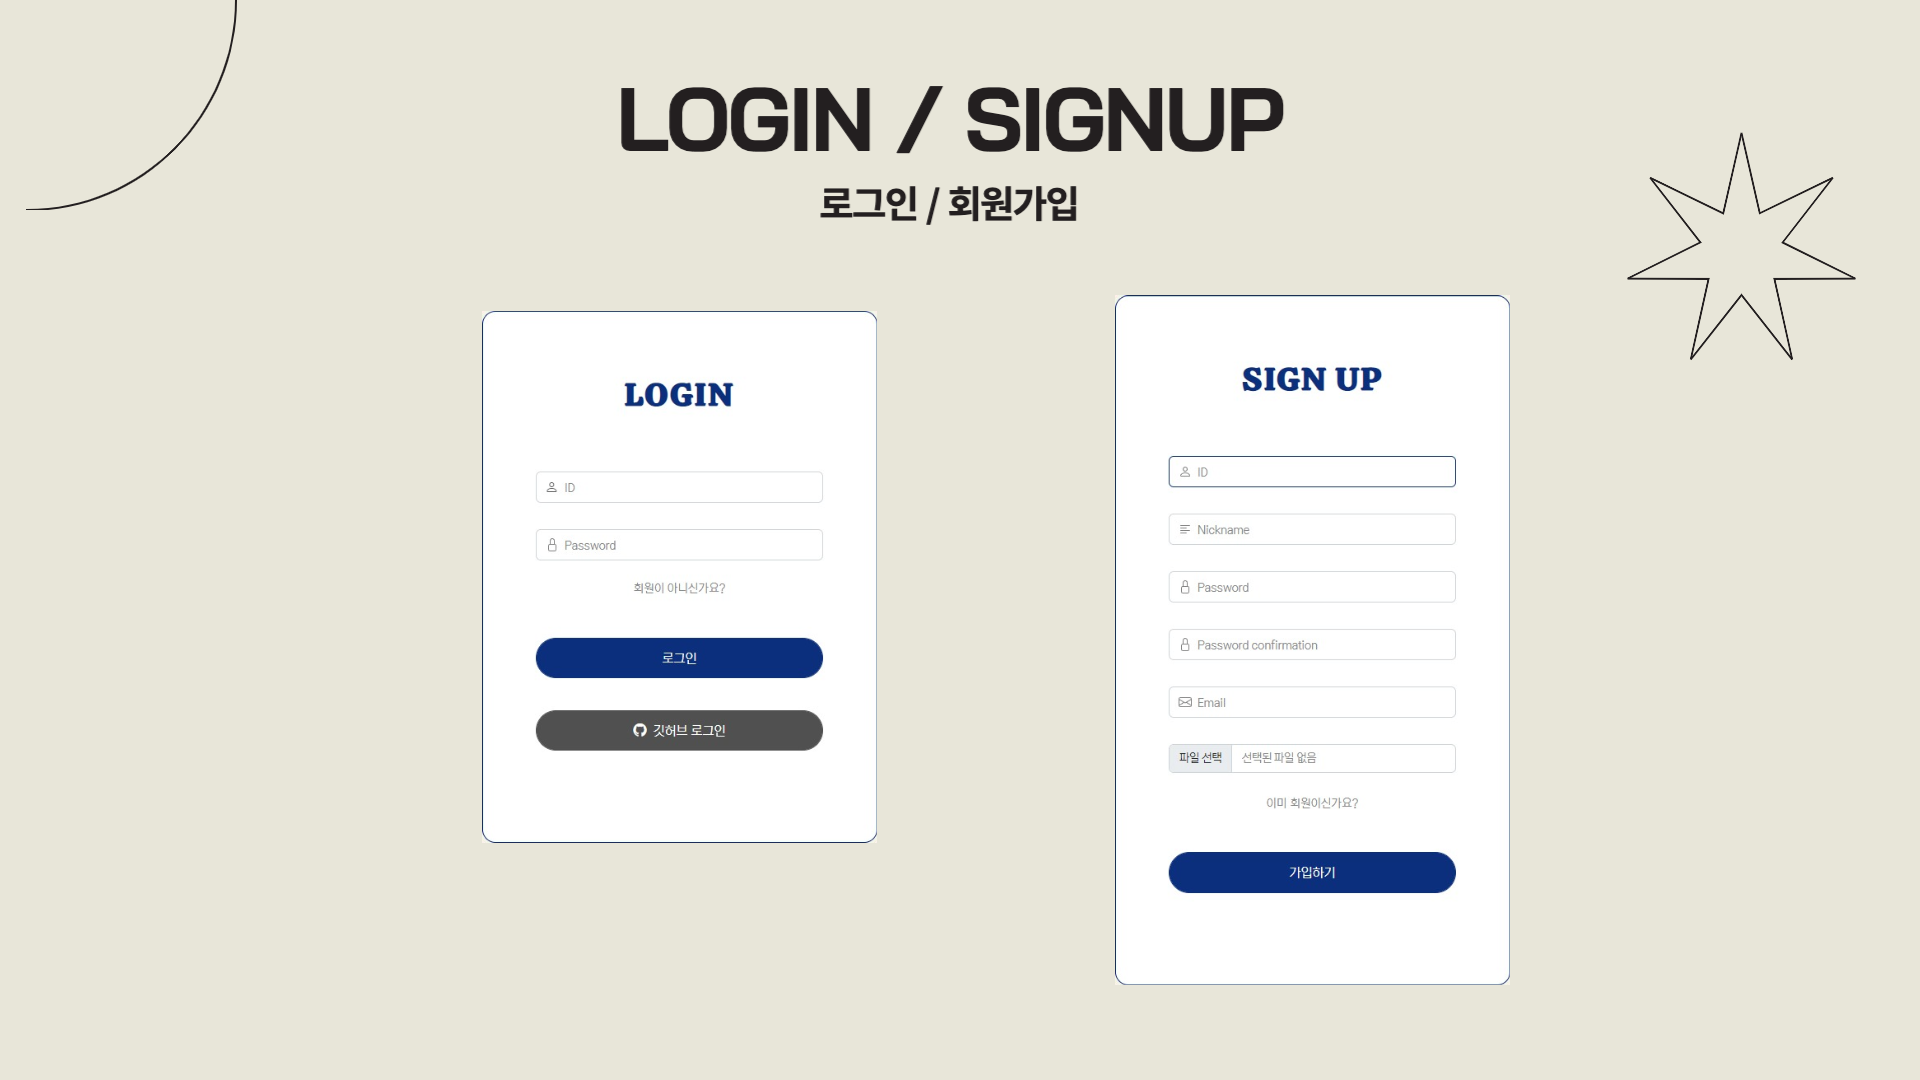 LOGIN / SIGNUP
로그인 / 회원가입
LOGIN
ID
Password
회원이 아니신가요?
로그인
깃허브 로그인
SIGN UP
ID
Nickname
Password
Password confirmation
Email
파일 선택 선택된 파일 없음
이미 회원이신가요?
가입하기